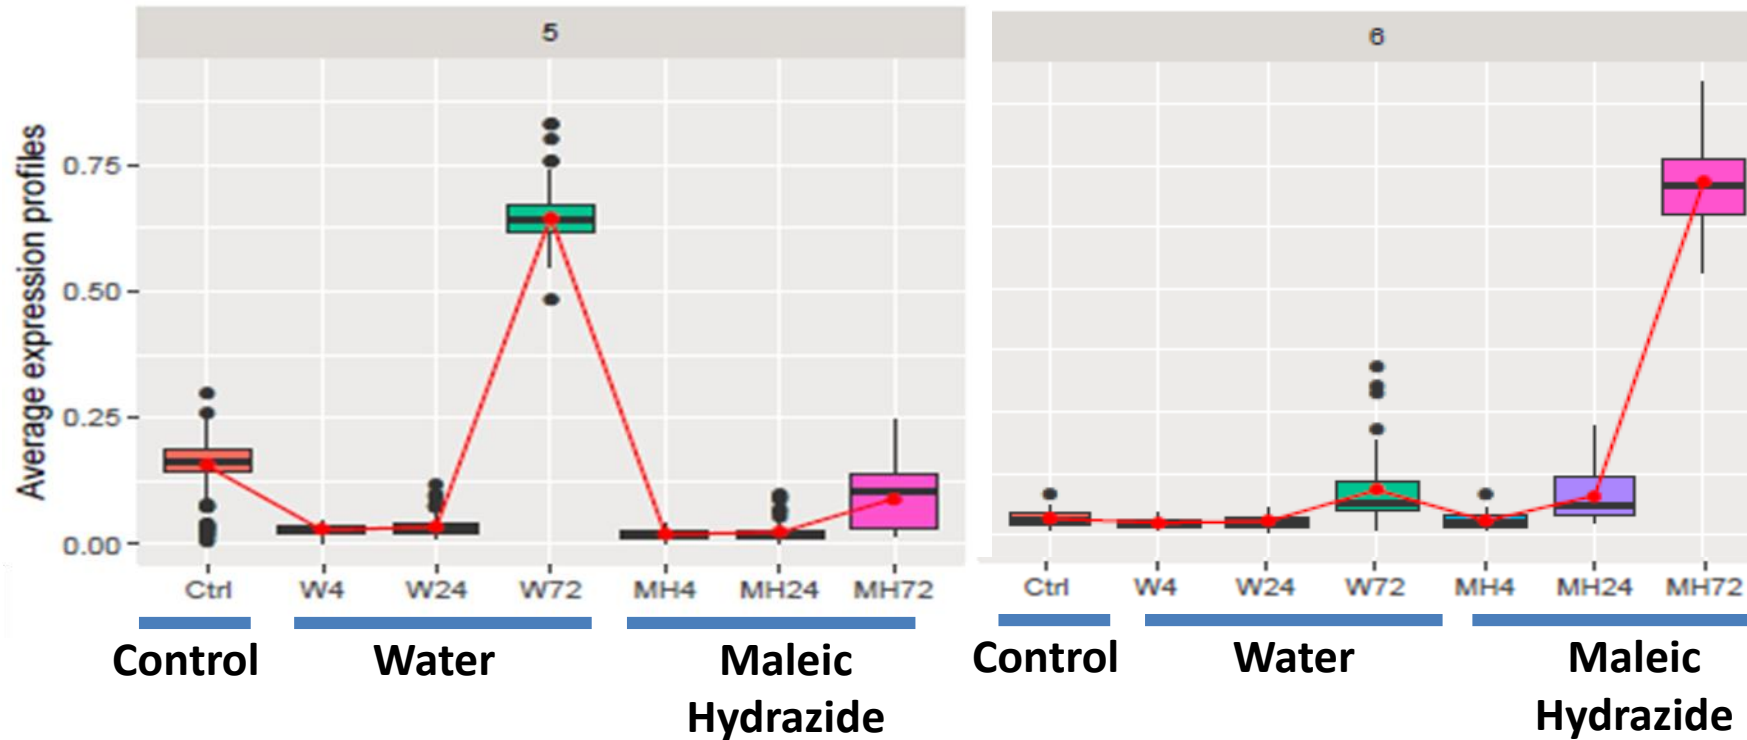 5
6
Average expression profiles
0.75
0.50
0.25
0.00
Ctrl W4 W24 W72 MH4 MH24 MH72
Ctrl W4 W24 W72 MH4 MH24 MH72
Control Water Maleic
Hydrazide
Control Water Maleic
Hydrazide